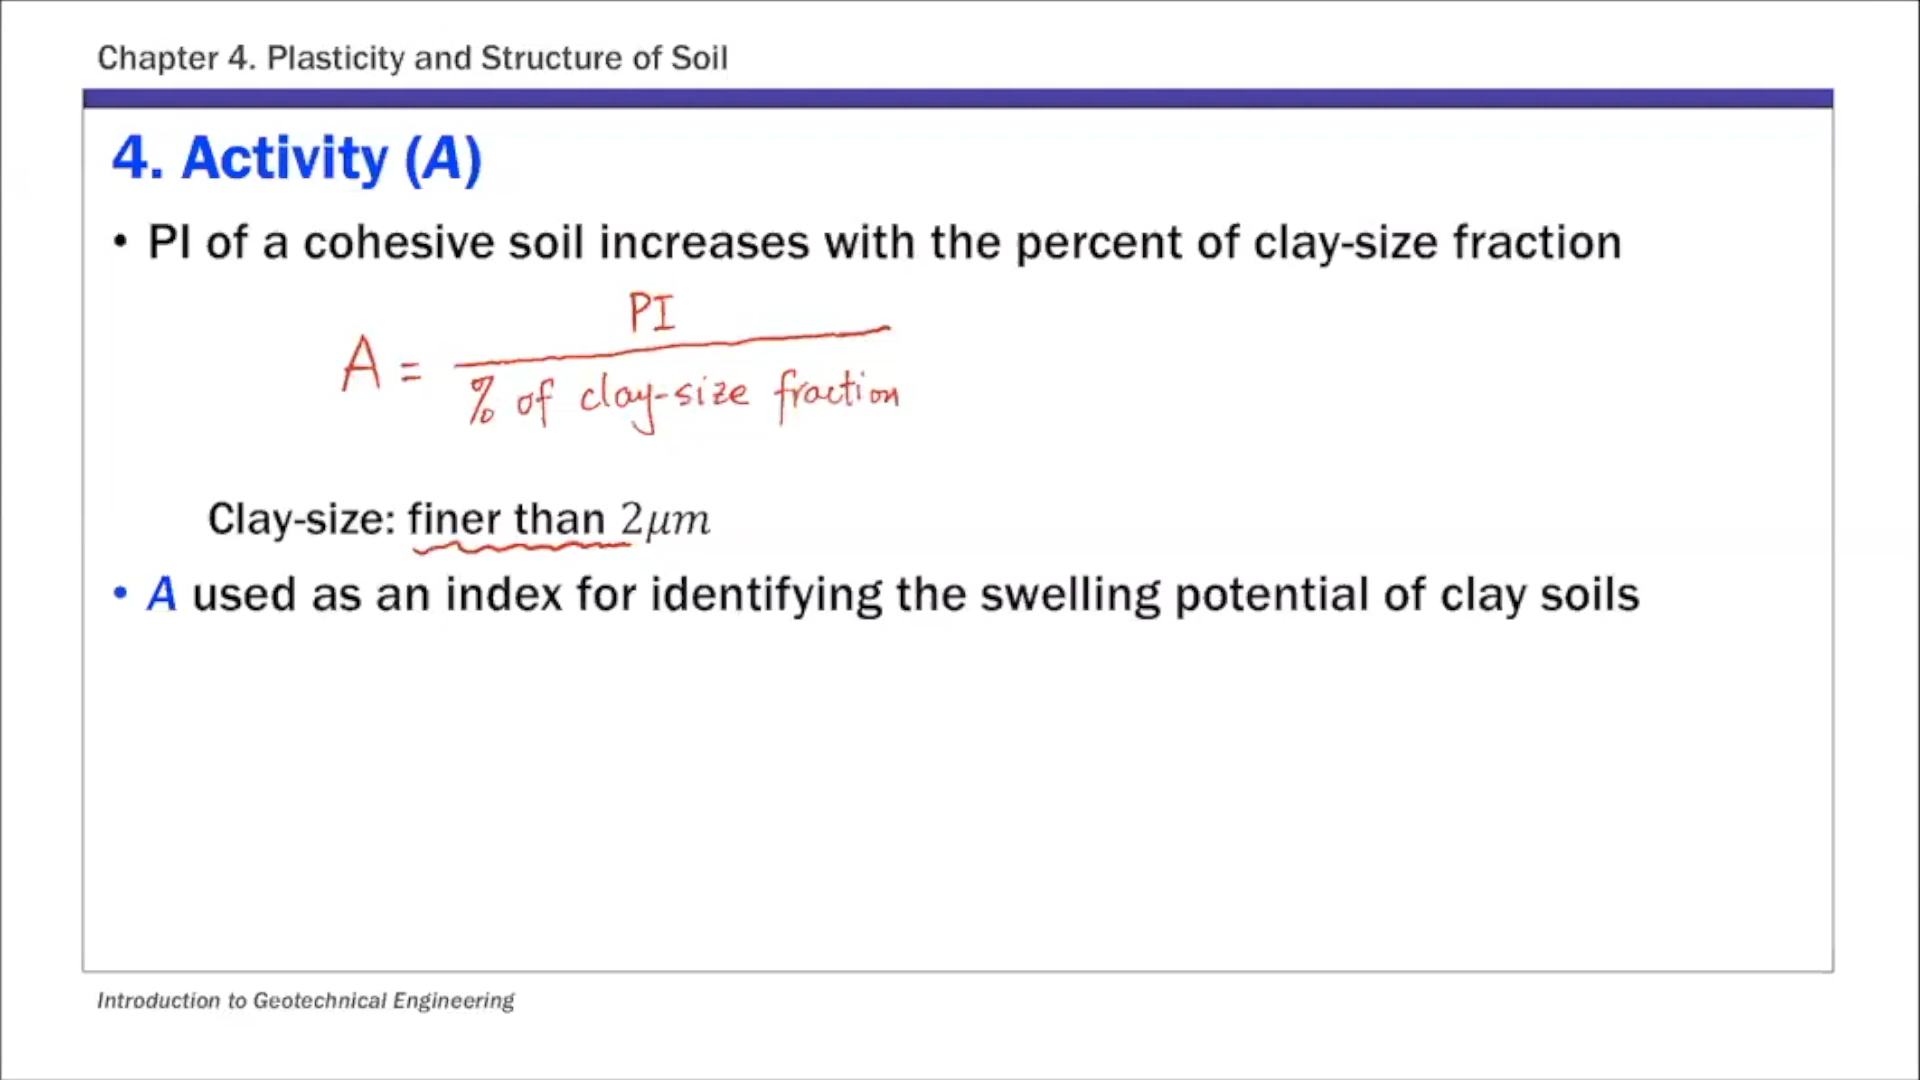 Chapter 4. Plasticity and Structure of Soil
4. Activity (A)
• PI of a cohesive soil increases with the percent of clay-size fraction
PI
A =
% of clay-size fraction
Clay-size: finer than 2μm
• A used as an index for identifying the swelling potential of clay soils
Introduction to Geotechnical Engineering